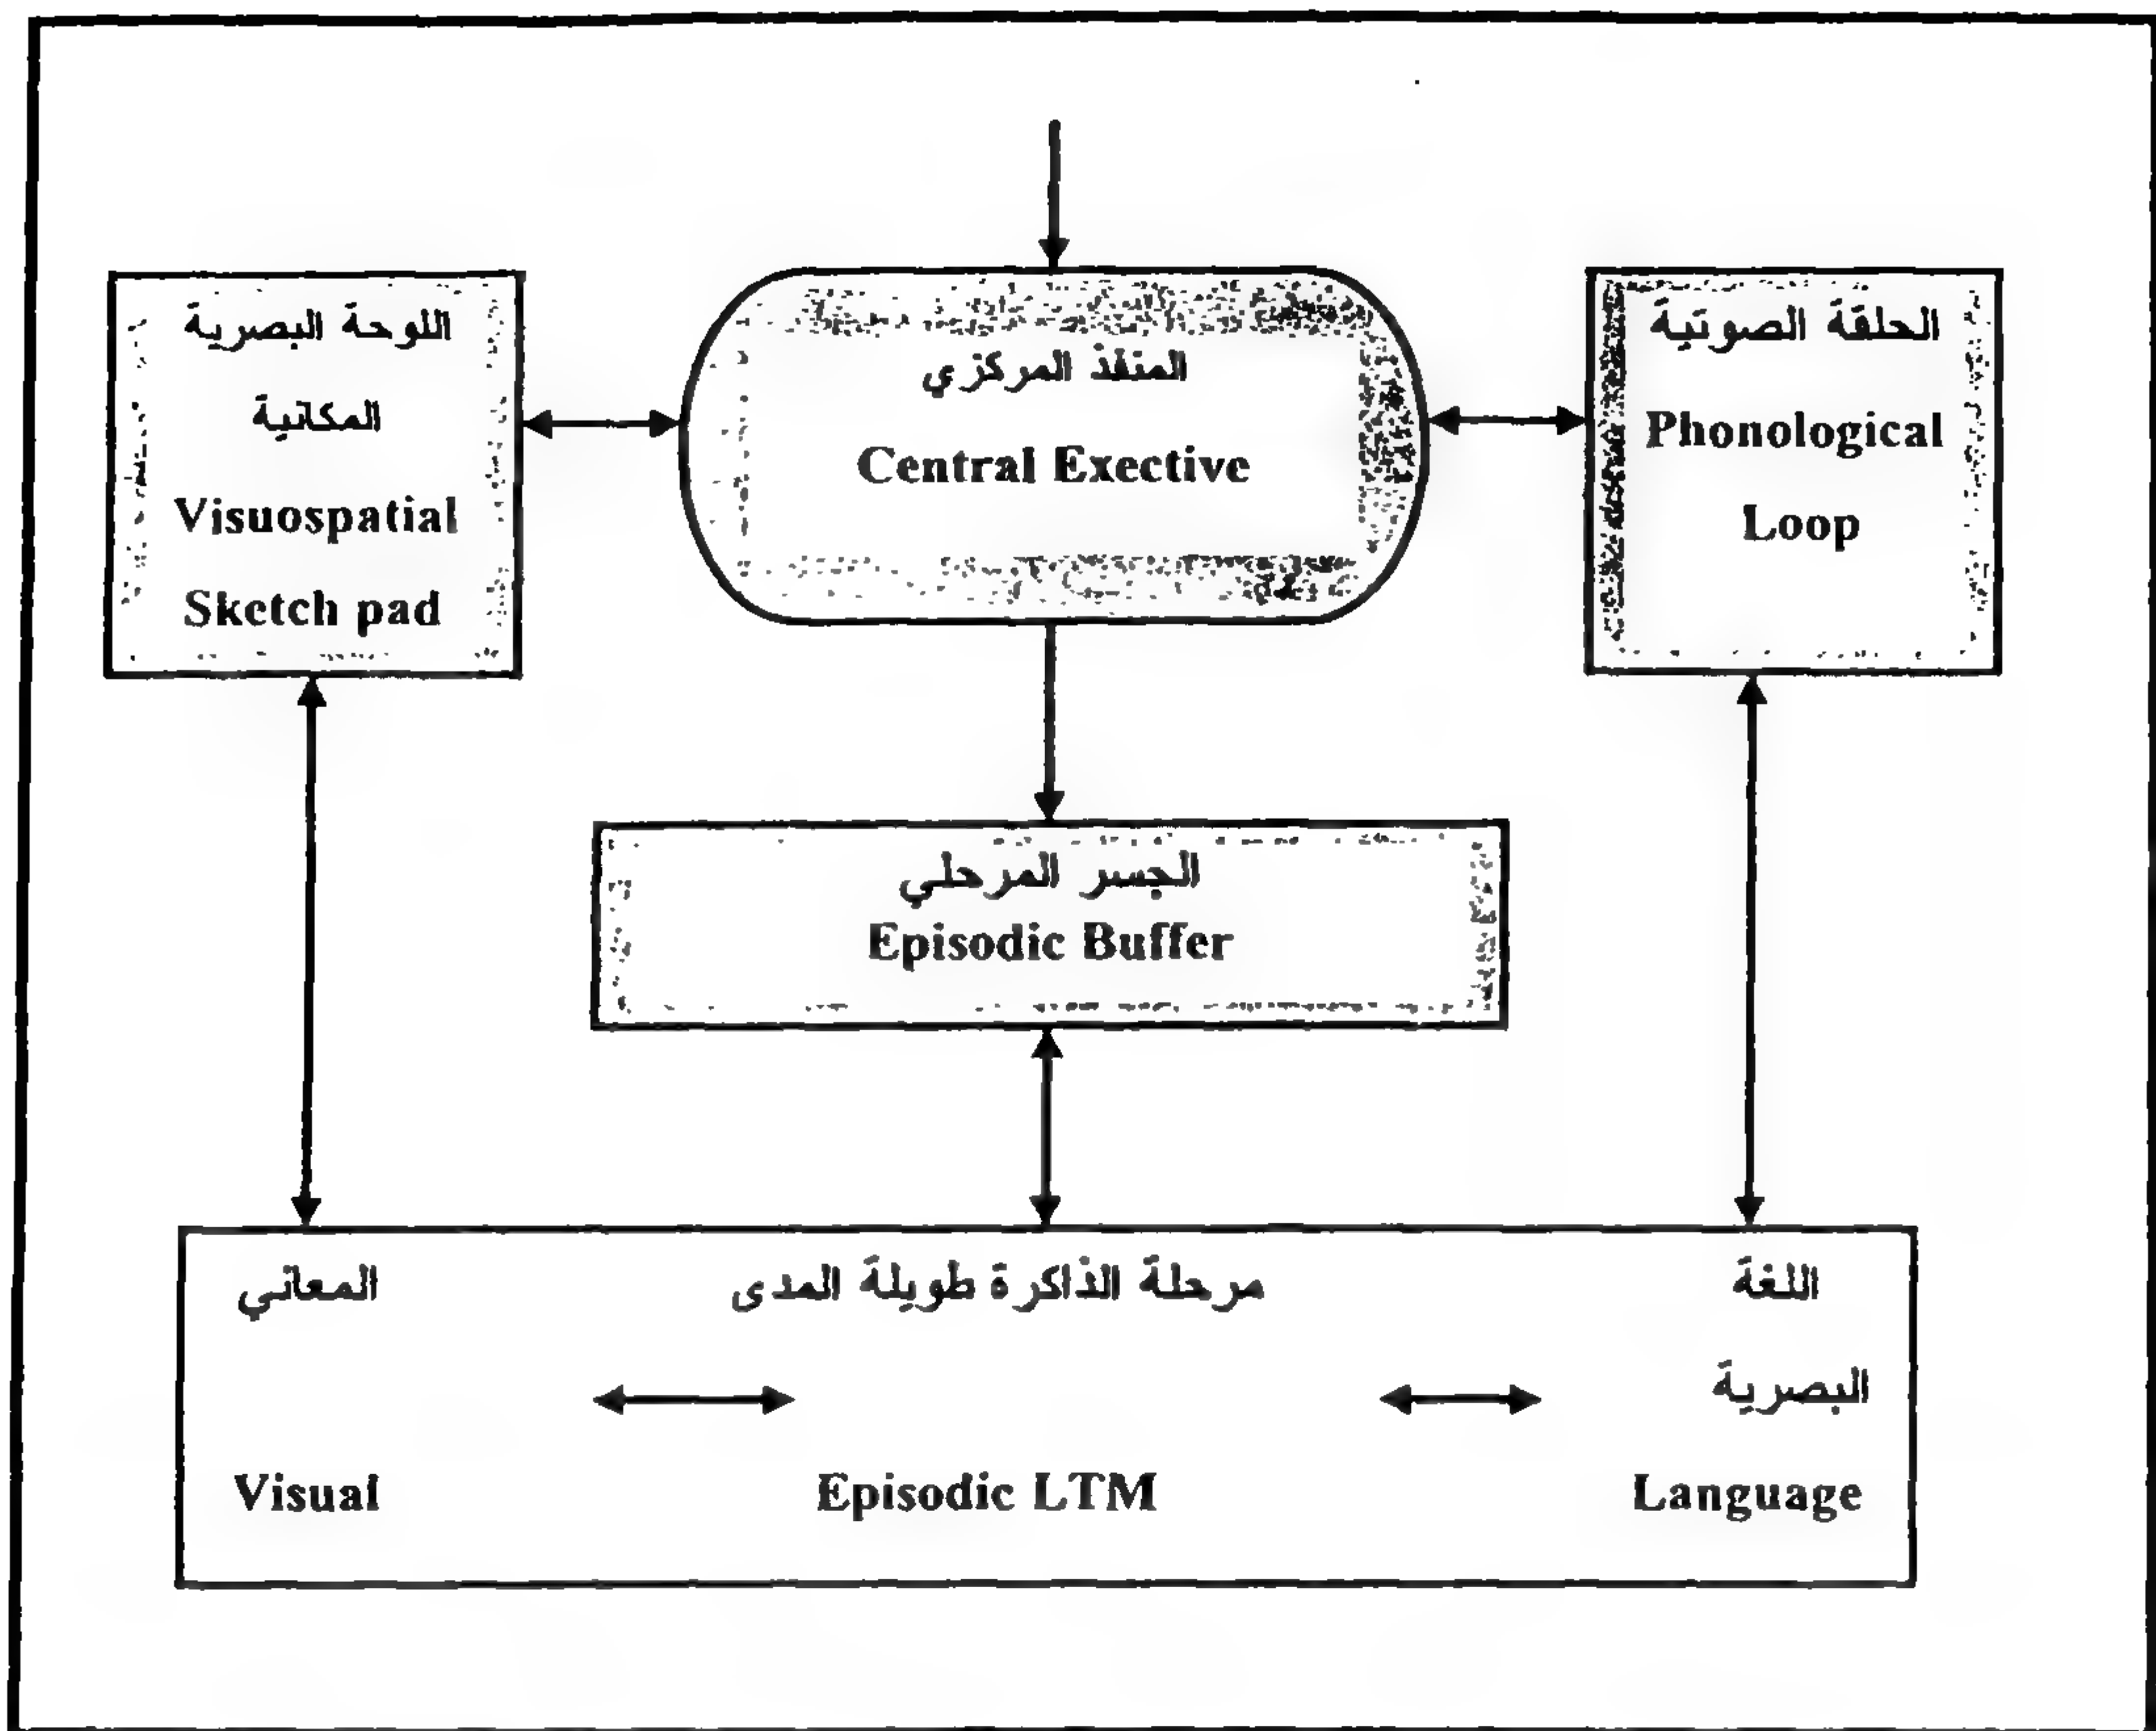 اللوحة البصرية
المكانية
Visuospatial
Sketch pad
المنفذ المركزي
Central Exective
الحلقة الصوتية
Phonological
Loop
الجسر المرحلي
Episodic Buffer
المعاني
مرحلة الذاكرة طويلة المدى
اللغة
البصرية
Visual
Episodic LTM
Language